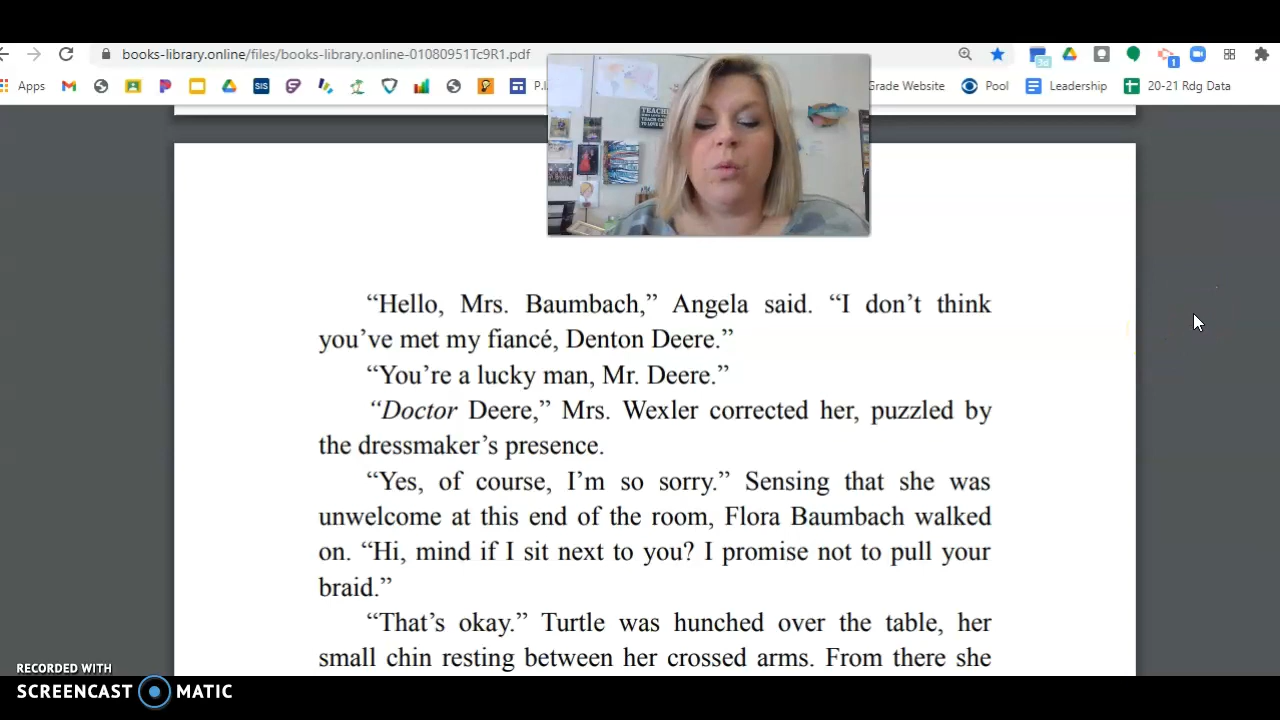 books-library.online/files/books-library.online-01080951Tc9R1.pdf
3d
1
Apps
SIS
Grade Website
Pool
Leadership
20-21 Rdg Data
“Hello, Mrs. Baumbach,” Angela said. “I don’t think
you’ve met my fiancé, Denton Deere.”
“You’re a lucky man, Mr. Deere.”
“Doctor Deere,” Mrs. Wexler corrected her, puzzled by
the dressmaker’s presence.
“Yes, of course, I’m so sorry.” Sensing that she was
unwelcome at this end of the room, Flora Baumbach walked
on. “Hi, mind if I sit next to you? I promise not to pull your
braid.”
“That’s okay.” Turtle was hunched over the table, her
small chin resting between her crossed arms. From there she
RECORDED WITH
SCREENCAST MATIC